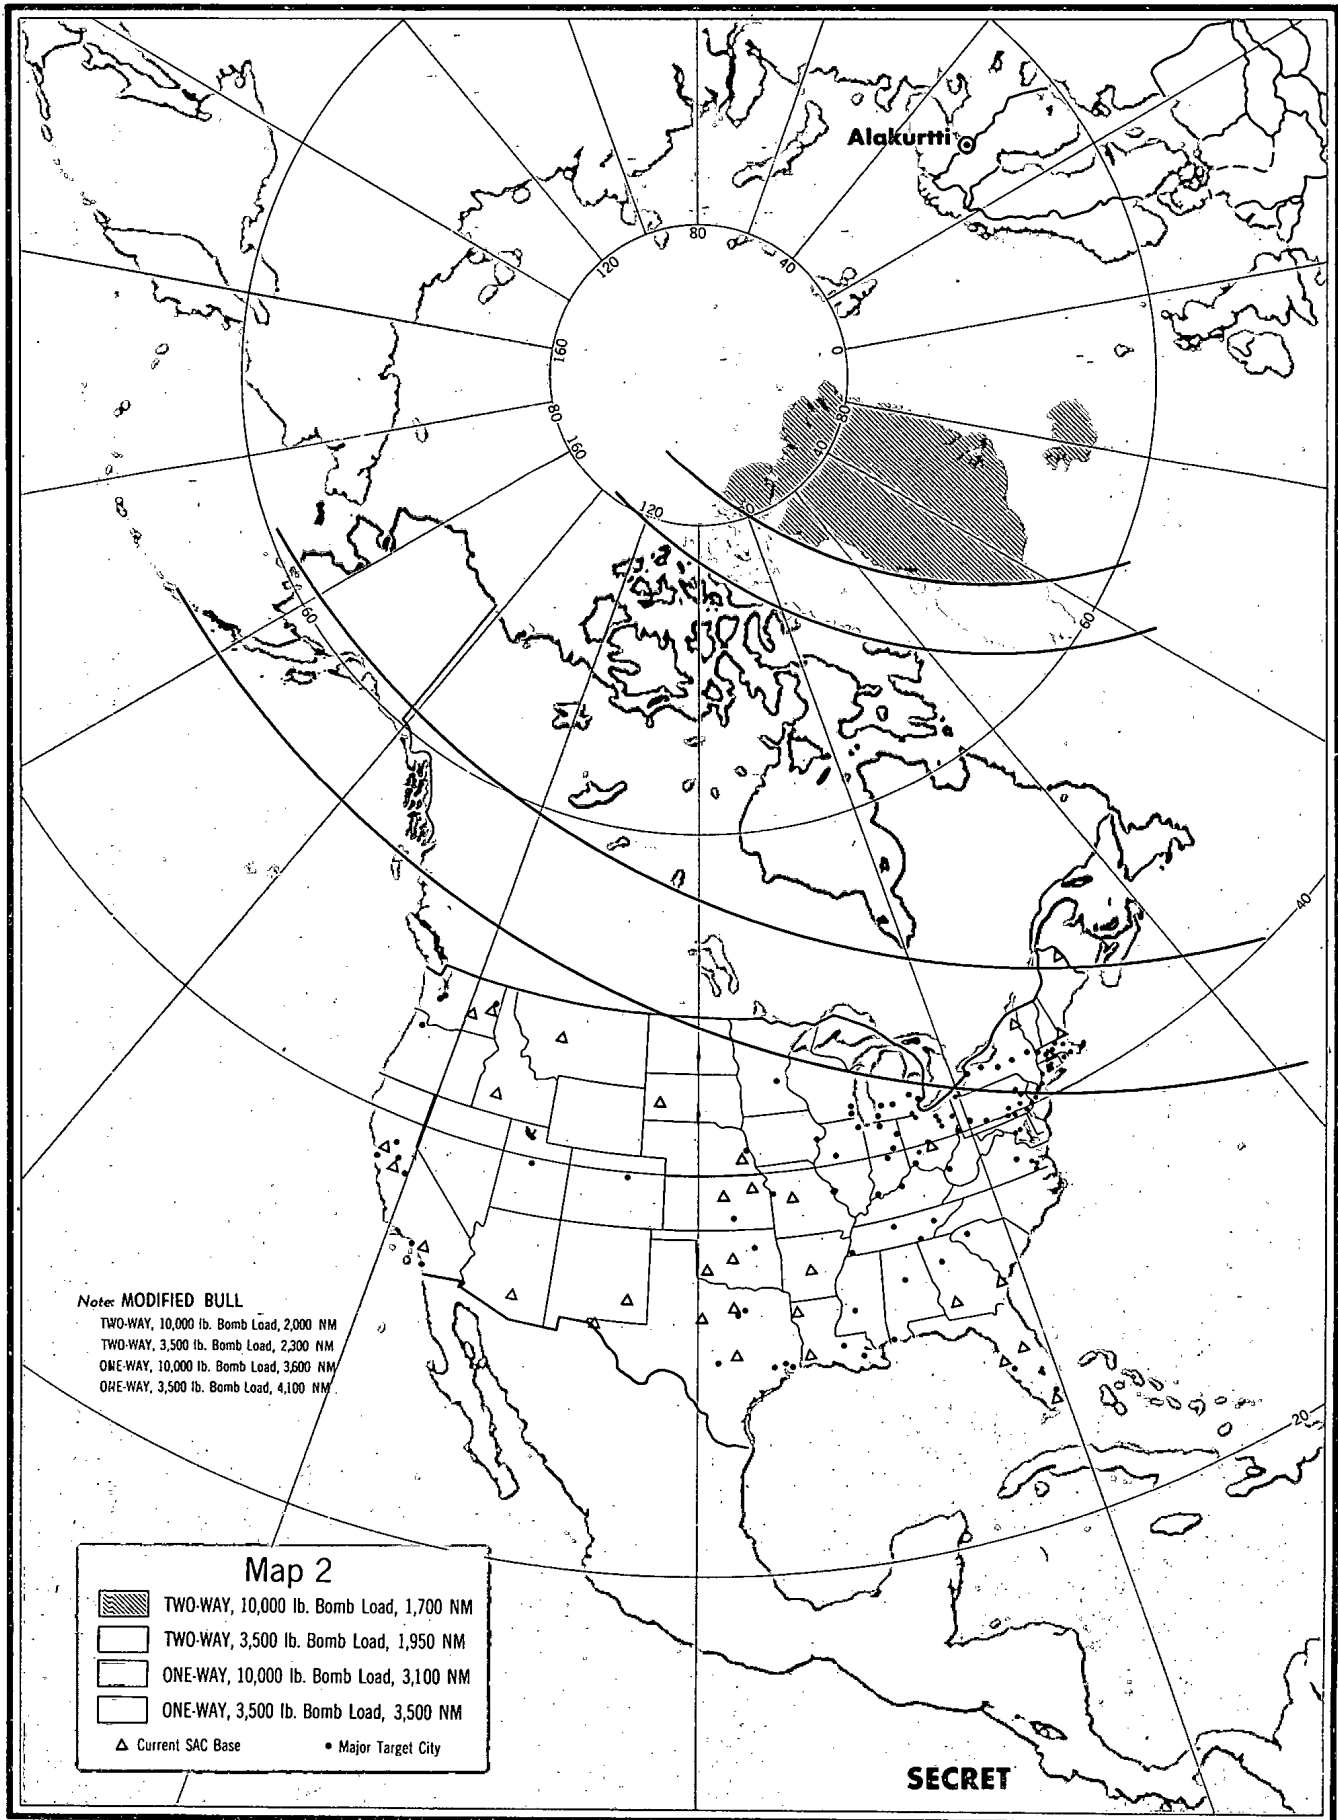 Alakurtti
80
120
40
160
0
80
80
160
40
120
80
60
60
40
Note: MODIFIED BULL
TWO-WAY, 10,000 lb. Bomb Load, 2,000 NM
TWO-WAY, 3,500 lb. Bomb Load, 2,300 NM
ONE-WAY, 10,000 lb. Bomb Load, 3,600 NM
ONE-WAY, 3,500 lb. Bomb Load, 4,100 NM
20
Map 2
TWO-WAY, 10,000 lb. Bomb Load, 1,700 NM
TWO-WAY, 3,500 lb. Bomb Load, 1,950 NM
ONE-WAY, 10,000 lb. Bomb Load, 3,100 NM
ONE-WAY, 3,500 lb. Bomb Load, 3,500 NM
Current SAC Base
Major Target City
SECRET